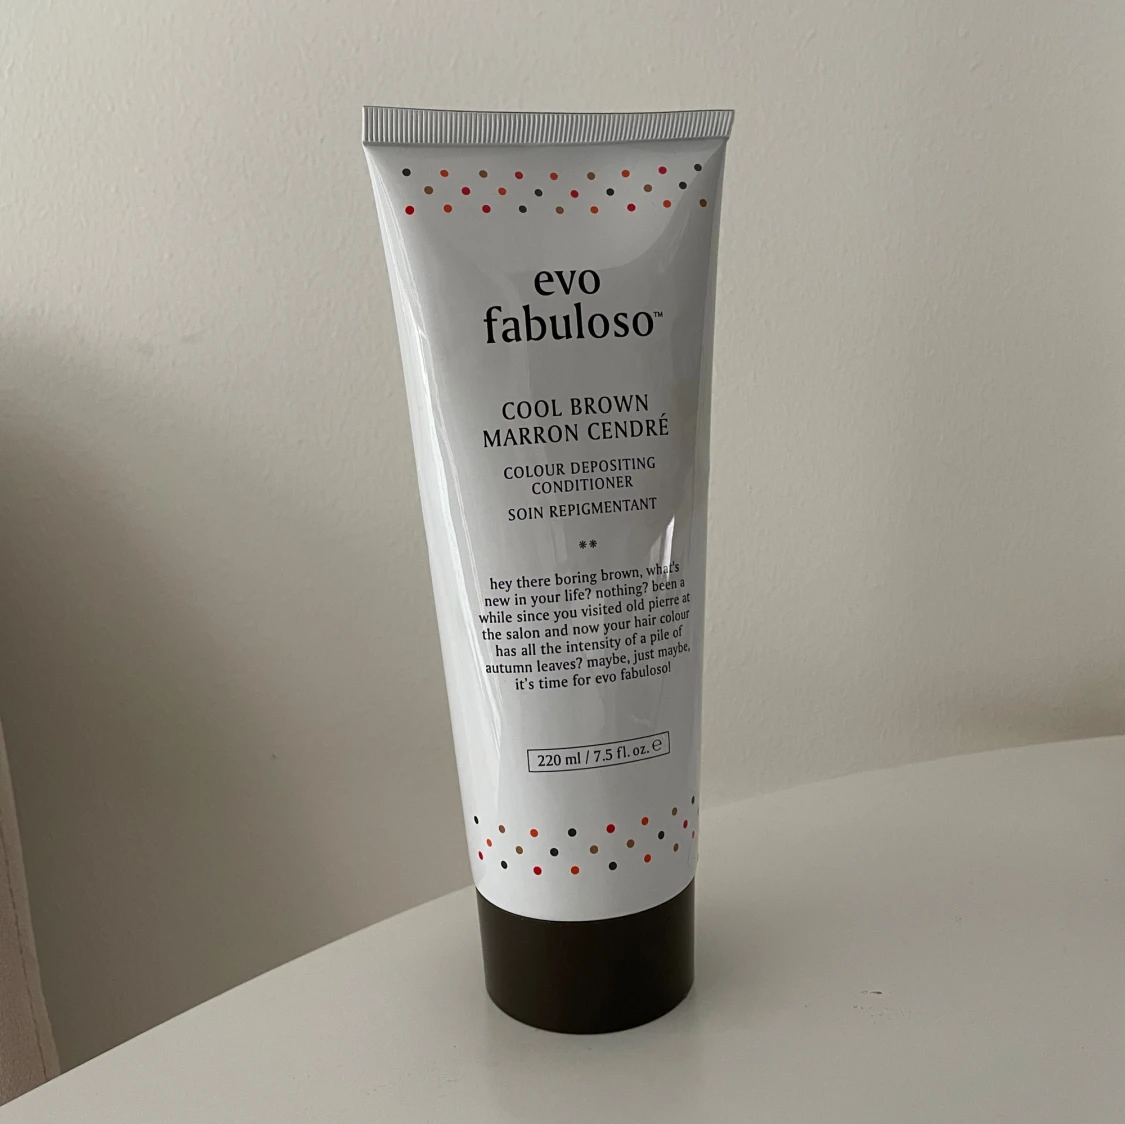 evo
fabuloso™
COOL BROWN
MARRON CENDRÉ
COLOUR DEPOSITING
CONDITIONER
SOIN REPIGMENTANT
**
hey there boring brown, what's
new in your life? nothing? been a
while since you visited old pierre at
the salon and now your hair colour
has all the intensity of a pile of
autumn leaves? maybe, just maybe,
it's time for evo fabuloso!
220 ml / 7.5 fl. oz. ℮